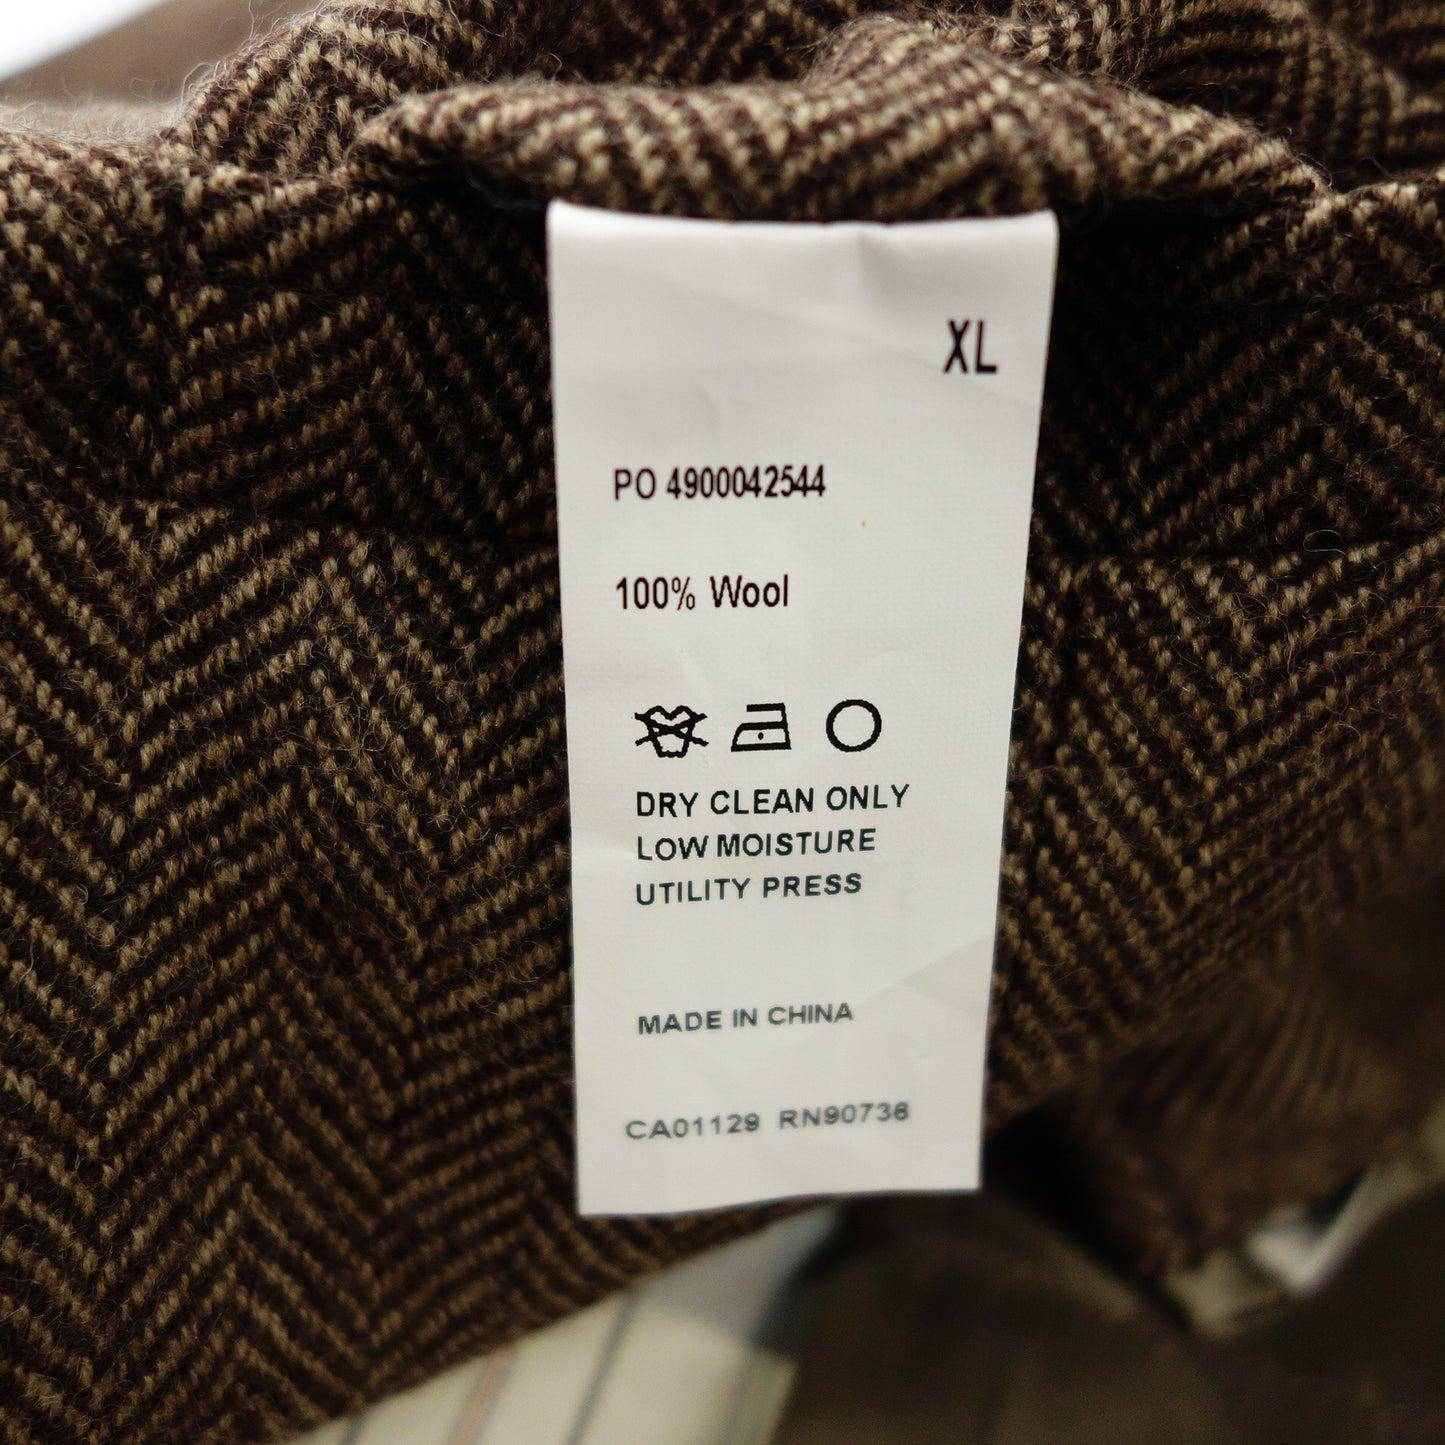 XL
PO 4900042544
100% Wool
DRY CLEAN ONLY
LOW MOISTURE
UTILITY PRESS
MADE IN CHINA
CA01129 RN90736